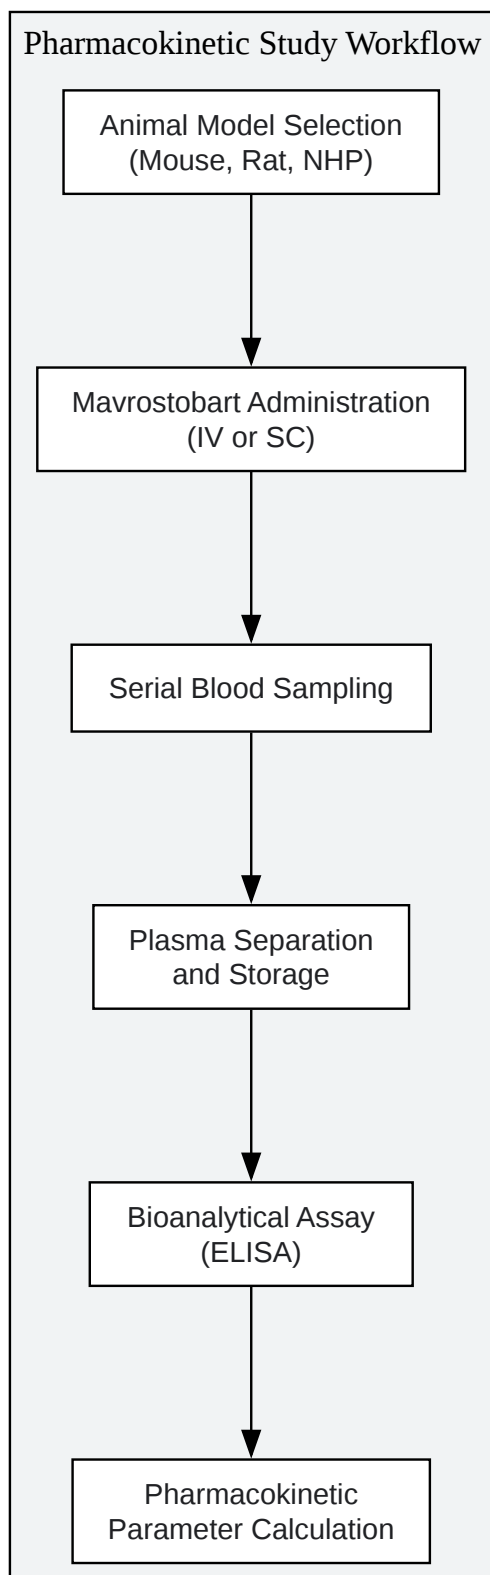 Pharmacokinetic Study Workflow
Animal Model Selection
(Mouse, Rat, NHP)
Mavrostobart Administration
(IV or SC)
Serial Blood Sampling
Plasma Separation
and Storage
Bioanalytical Assay
(ELISA)
Pharmacokinetic
Parameter Calculation